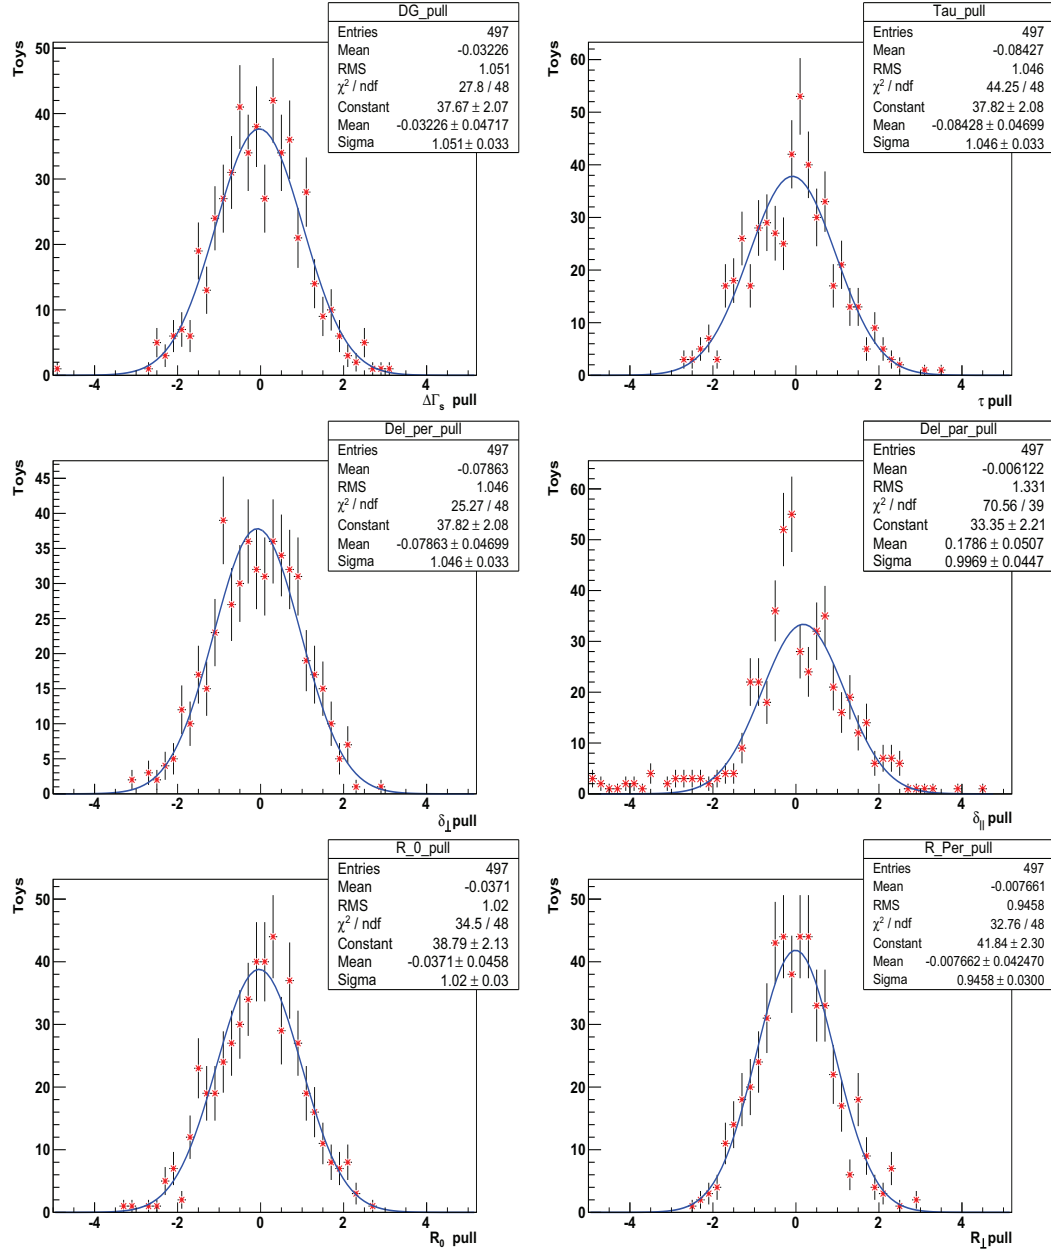 DG_pull
Entries 497
Mean -0.03226
RMS 1.051
χ² / ndf 27.8 / 48
Constant 37.67 ± 2.07
Mean -0.03226 ± 0.04717
Sigma 1.051 ± 0.033
Toys
50
40
30
20
10
0
-4 -2 0 2 4
ΔΓs pull
Tau_pull
Entries 497
Mean -0.08427
RMS 1.046
χ² / ndf 44.25 / 48
Constant 37.82 ± 2.08
Mean -0.08428 ± 0.04699
Sigma 1.046 ± 0.033
Toys
60
50
40
30
20
10
0
-4 -2 0 2 4
τ pull
Del_per_pull
Entries 497
Mean -0.07863
RMS 1.046
χ² / ndf 25.27 / 48
Constant 37.82 ± 2.08
Mean -0.07863 ± 0.04699
Sigma 1.046 ± 0.033
Toys
45
40
35
30
25
20
15
10
5
0
-4 -2 0 2 4
δ⊥ pull
Del_par_pull
Entries 497
Mean -0.006122
RMS 1.331
χ² / ndf 70.56 / 39
Constant 33.35 ± 2.21
Mean 0.1786 ± 0.0507
Sigma 0.9969 ± 0.0447
Toys
60
50
40
30
20
10
0
-4 -2 0 2 4
δ|| pull
R_0_pull
Entries 497
Mean -0.0371
RMS 1.02
χ² / ndf 34.5 / 48
Constant 38.79 ± 2.13
Mean -0.0371 ± 0.0458
Sigma 1.02 ± 0.03
Toys
50
40
30
20
10
0
-4 -2 0 2 4
R0 pull
R_Per_pull
Entries 497
Mean -0.007661
RMS 0.9458
χ² / ndf 32.76 / 48
Constant 41.84 ± 2.30
Mean -0.007662 ± 0.042470
Sigma 0.9458 ± 0.0300
Toys
50
40
30
20
10
0
-4 -2 0 2 4
R⊥ pull